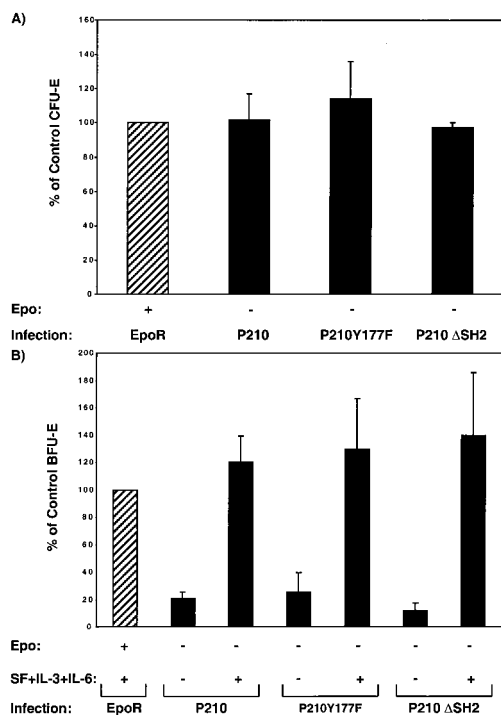 A)
% of Control CFU-E
160
140
120
100
80
60
40
20
0
Epo: + - - -
Infection: EpoR P210 P210Y177F P210 ΔSH2
B)
% of Control BFU-E
200
180
160
140
120
100
80
60
40
20
0
Epo: + - - - - - -
SF+IL-3+IL-6: + - + - + - +
Infection: EpoR P210 P210Y177F P210 ΔSH2